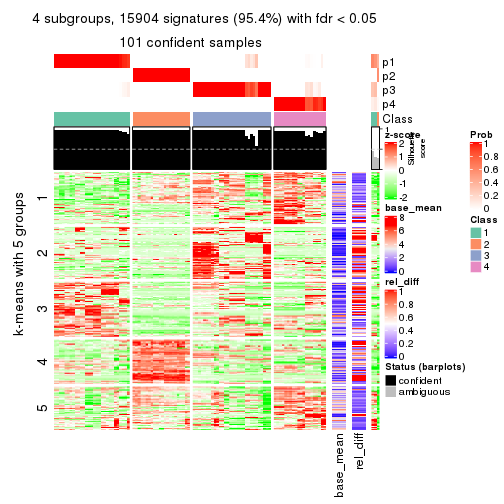 4 subgroups, 15904 signatures (95.4%) with fdr < 0.05
101 confident samples
p1
p2
p3
p4
Class
1
0
Silhouette
score
k-means with 5 groups
1
2
3
4
5
base_mean
rel_diff
z-score
2
1
0
-1
-2
base_mean
8
6
4
2
0
rel_diff
1
0.8
0.6
0.4
0.2
0
Status (barplots)
confident
ambiguous
Prob
1
0.8
0.6
0.4
0.2
0
Class
1
2
3
4